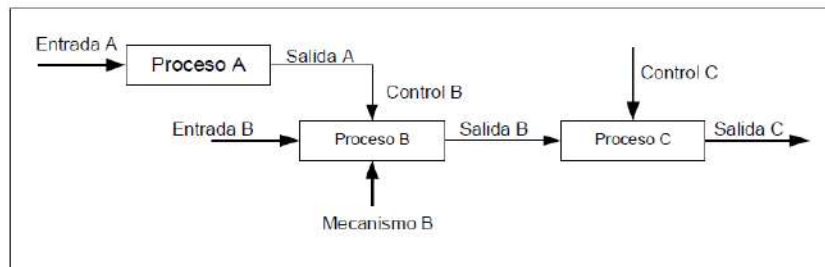 Entrada A
Proceso A
Salida A
Control B
Control C
Entrada B
Proceso B
Salida B
Proceso C
Salida C
Mecanismo B